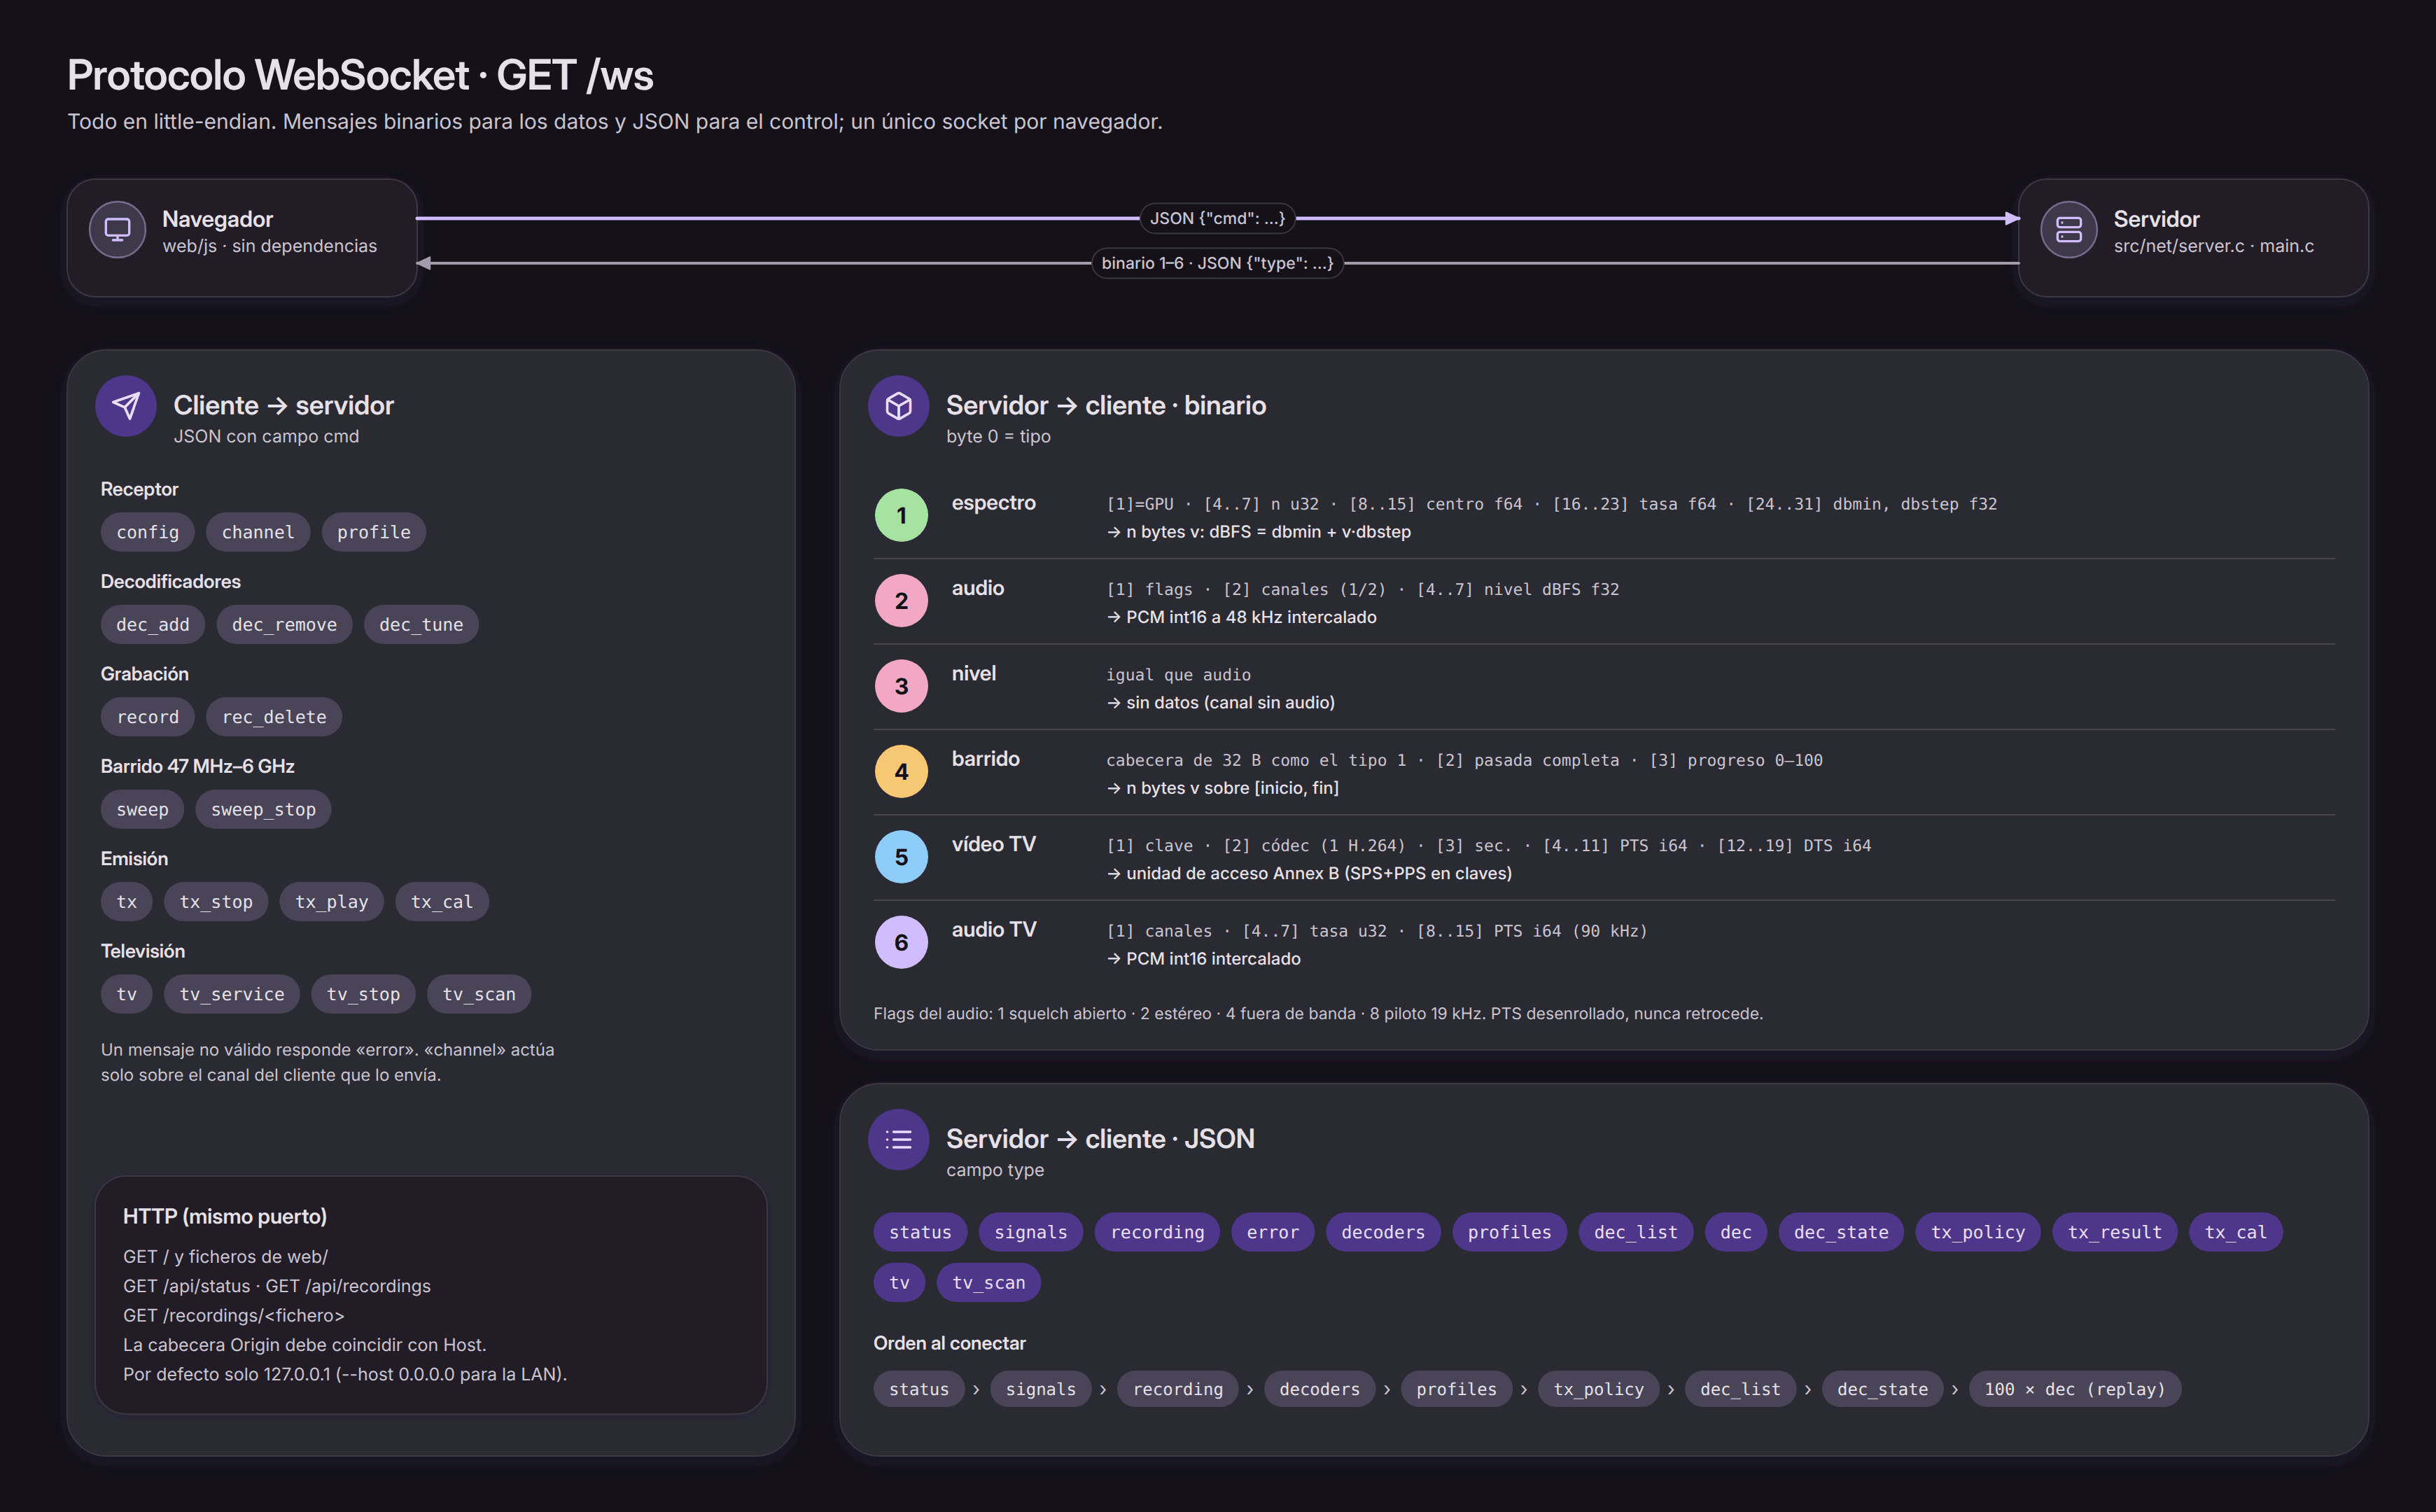 Protocolo WebSocket · GET /ws
Todo en little-endian. Mensajes binarios para los datos y JSON para el control; un único socket por navegador.
Navegador
web/js · sin dependencias
JSON {"cmd": ...}
binario 1–6 · JSON {"type": ...}
Servidor
src/net/server.c · main.c
Cliente → servidor
JSON con campo cmd
Receptor
config channel profile
Decodificadores
dec_add dec_remove dec_tune
Grabación
record rec_delete
Barrido 47 MHz–6 GHz
sweep sweep_stop
Emisión
tx tx_stop tx_play tx_cal
Televisión
tv tv_service tv_stop tv_scan
Un mensaje no válido responde «error». «channel» actúa
solo sobre el canal del cliente que lo envía.
HTTP (mismo puerto)
GET / y ficheros de web/
GET /api/status · GET /api/recordings
GET /recordings/<fichero>
La cabecera Origin debe coincidir con Host.
Por defecto solo 127.0.0.1 (--host 0.0.0.0 para la LAN).
Servidor → cliente · binario
byte 0 = tipo
1 espectro [1]=GPU · [4..7] n u32 · [8..15] centro f64 · [16..23] tasa f64 · [24..31] dbmin, dbstep f32
→ n bytes v: dBFS = dbmin + v·dbstep
2 audio [1] flags · [2] canales (1/2) · [4..7] nivel dBFS f32
→ PCM int16 a 48 kHz intercalado
3 nivel igual que audio
→ sin datos (canal sin audio)
4 barrido cabecera de 32 B como el tipo 1 · [2] pasada completa · [3] progreso 0–100
→ n bytes v sobre [inicio, fin]
5 vídeo TV [1] clave · [2] códec (1 H.264) · [3] sec. · [4..11] PTS i64 · [12..19] DTS i64
→ unidad de acceso Annex B (SPS+PPS en claves)
6 audio TV [1] canales · [4..7] tasa u32 · [8..15] PTS i64 (90 kHz)
→ PCM int16 intercalado
Flags del audio: 1 squelch abierto · 2 estéreo · 4 fuera de banda · 8 piloto 19 kHz. PTS desenrollado, nunca retrocede.
Servidor → cliente · JSON
campo type
status signals recording error decoders profiles dec_list dec dec_state tx_policy tx_result tx_cal
tv tv_scan
Orden al conectar
status › signals › recording › decoders › profiles › tx_policy › dec_list › dec_state › 100 × dec (replay)